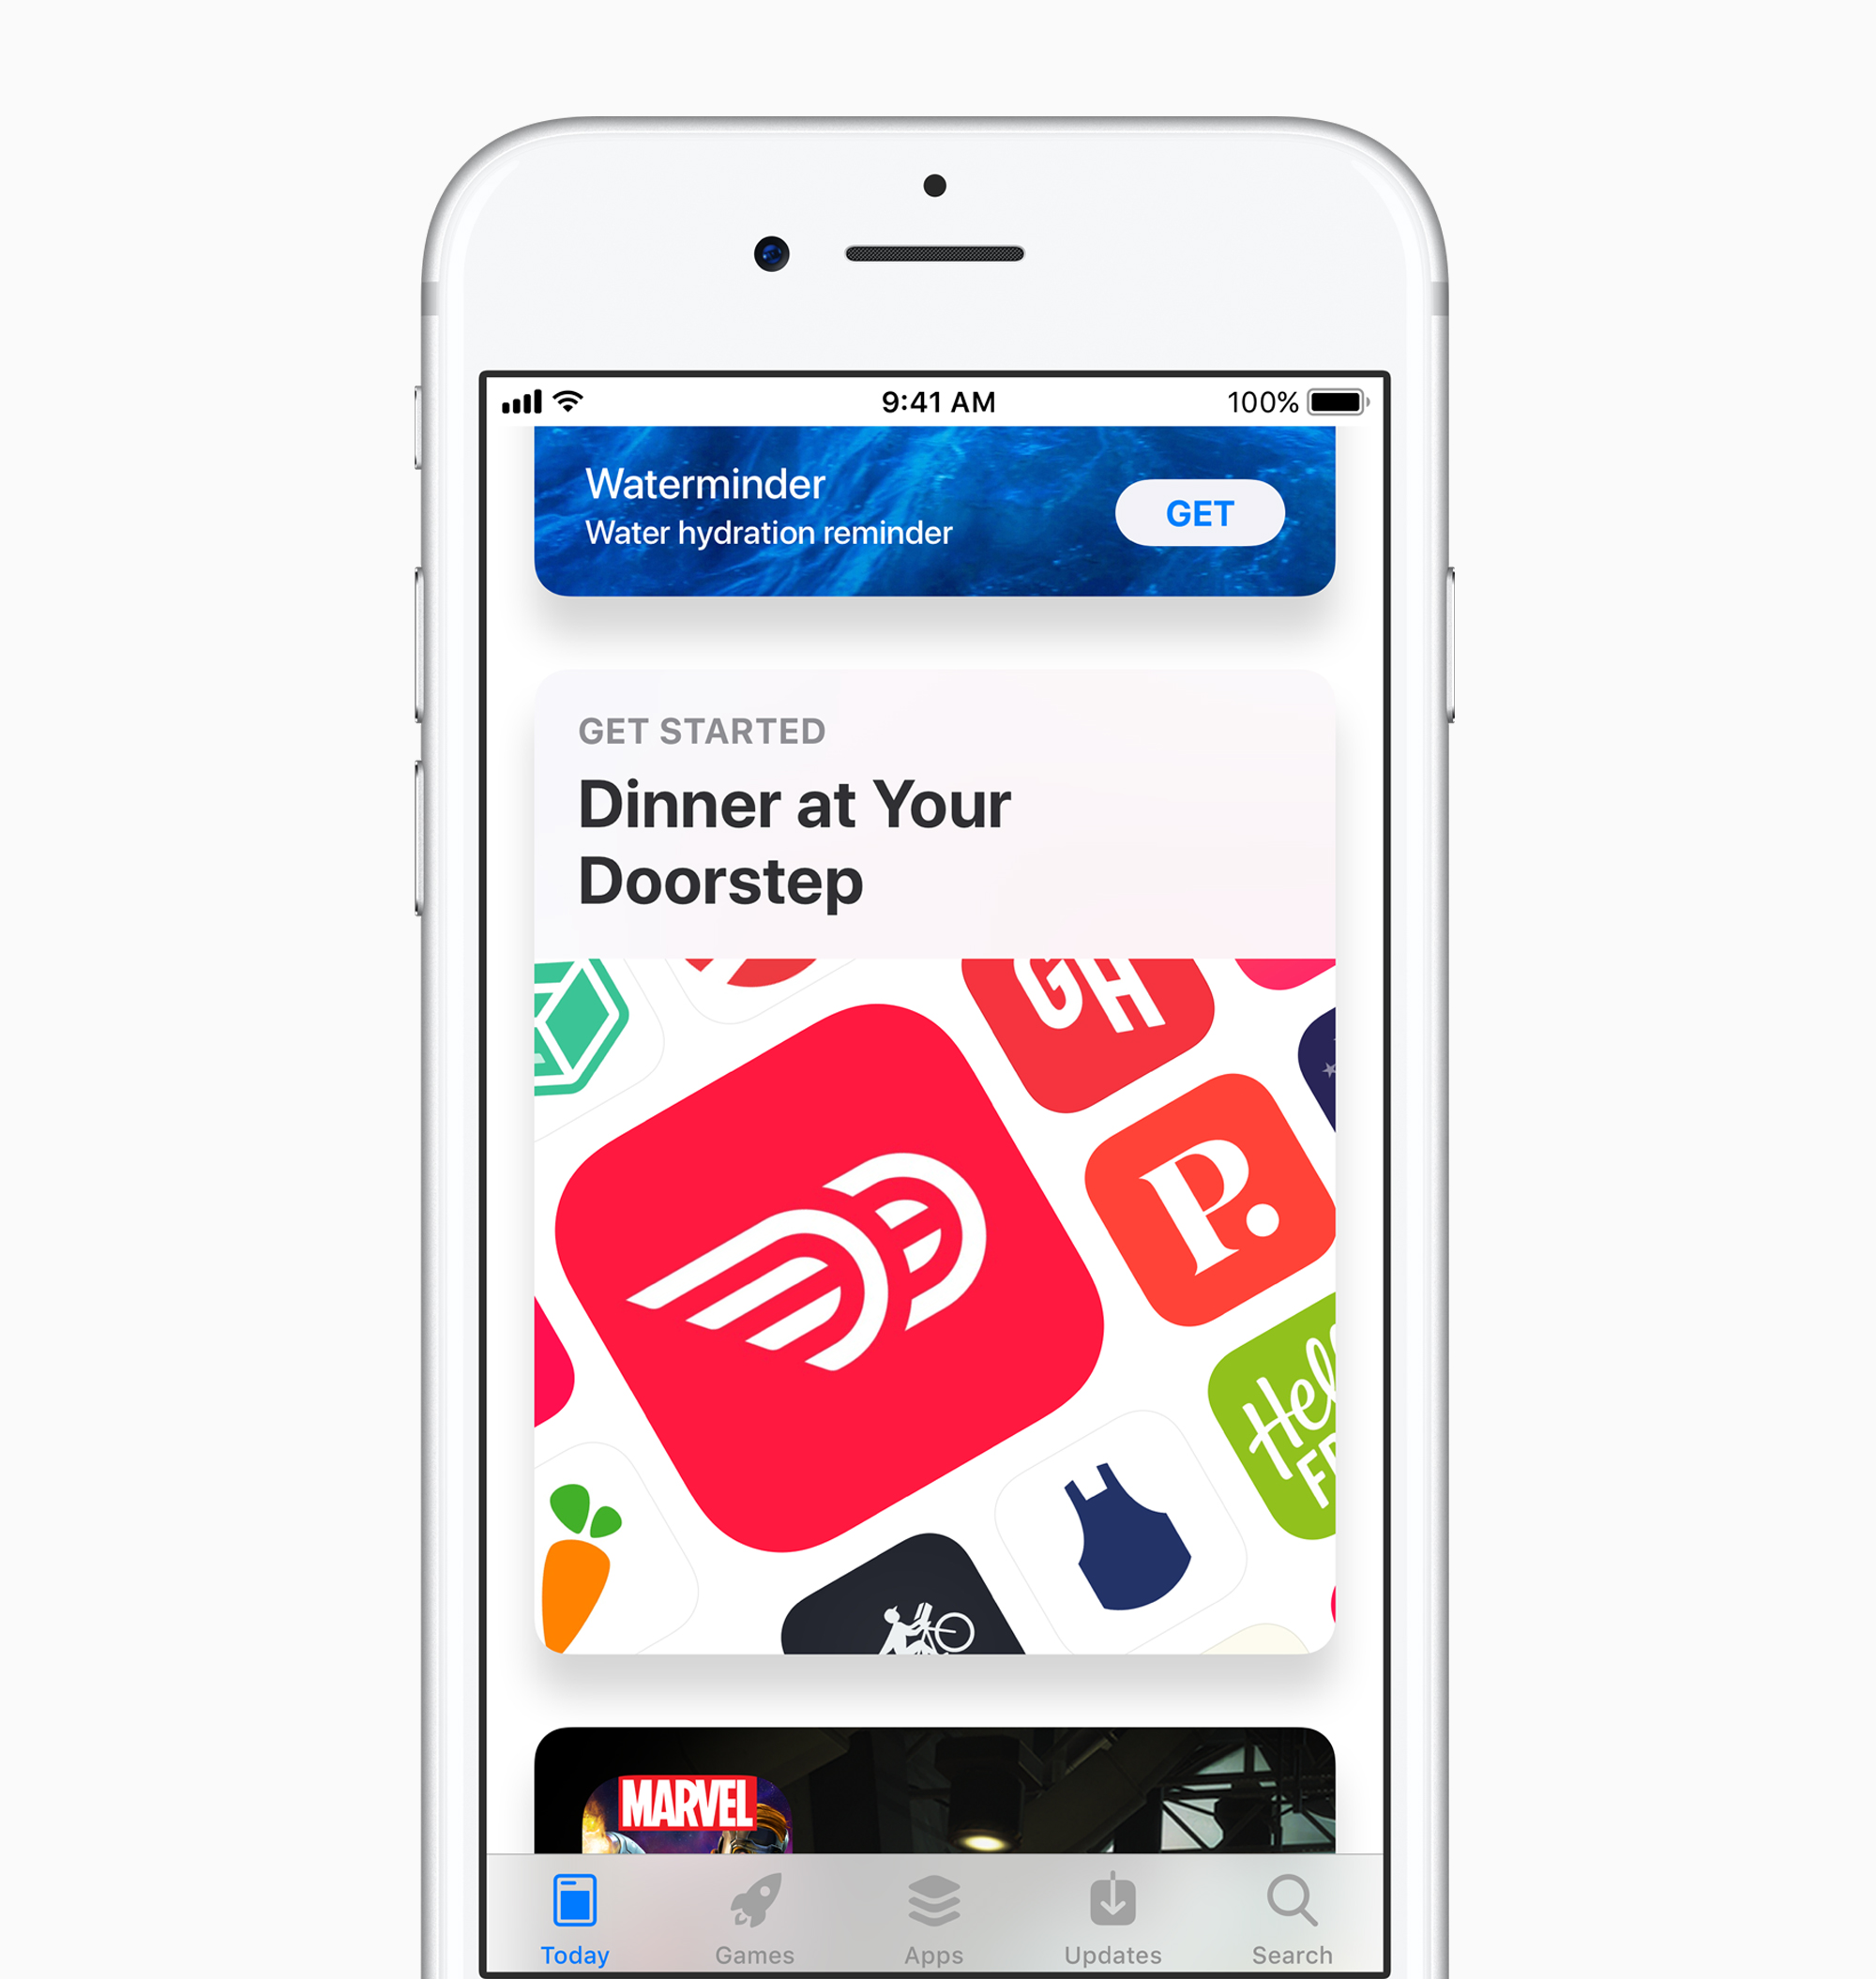 9:41 AM
100%
Waterminder
Water hydration reminder
GET
GET STARTED
Dinner at Your
Doorstep
GH
P.
Hel
MARVEL
Today
Games
Apps
Updates
Search